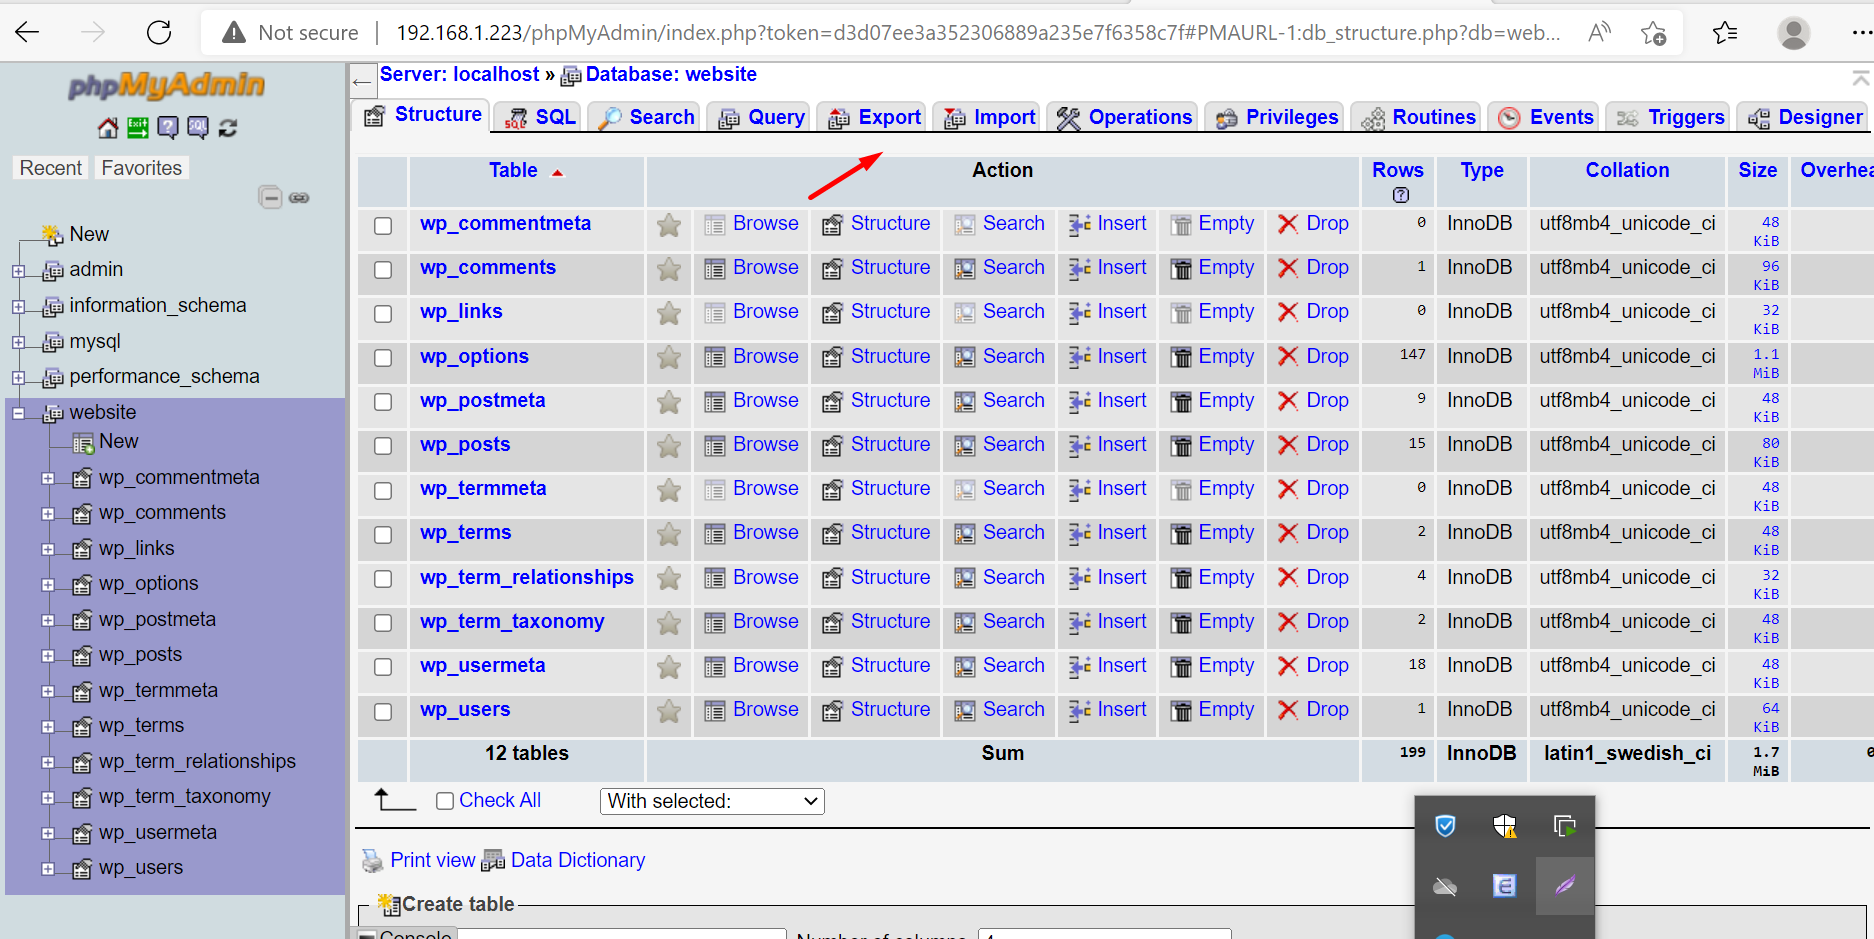 Not secure | 192.168.1.223/phpMyAdmin/index.php?token=d3d07ee3a352306889a235e7f6358c7f#PMAURL-1:db_structure.php?db=web...
phpMyAdmin
Recent Favorites
New
admin
information_schema
mysql
performance_schema
website
New
wp_commentmeta
wp_comments
wp_links
wp_options
wp_postmeta
wp_posts
wp_termmeta
wp_terms
wp_term_relationships
wp_term_taxonomy
wp_usermeta
wp_users
Server: localhost » Database: website
Structure SQL Search Query Export Import Operations Privileges Routines Events Triggers Designer
Table Action Rows Type Collation Size Overhea
wp_commentmeta Browse Structure Search Insert Empty Drop 0 InnoDB utf8mb4_unicode_ci 48 KiB
wp_comments Browse Structure Search Insert Empty Drop 1 InnoDB utf8mb4_unicode_ci 96 KiB
wp_links Browse Structure Search Insert Empty Drop 0 InnoDB utf8mb4_unicode_ci 32 KiB
wp_options Browse Structure Search Insert Empty Drop 147 InnoDB utf8mb4_unicode_ci 1.1 MiB
wp_postmeta Browse Structure Search Insert Empty Drop 9 InnoDB utf8mb4_unicode_ci 48 KiB
wp_posts Browse Structure Search Insert Empty Drop 15 InnoDB utf8mb4_unicode_ci 80 KiB
wp_termmeta Browse Structure Search Insert Empty Drop 0 InnoDB utf8mb4_unicode_ci 48 KiB
wp_terms Browse Structure Search Insert Empty Drop 2 InnoDB utf8mb4_unicode_ci 48 KiB
wp_term_relationships Browse Structure Search Insert Empty Drop 4 InnoDB utf8mb4_unicode_ci 32 KiB
wp_term_taxonomy Browse Structure Search Insert Empty Drop 2 InnoDB utf8mb4_unicode_ci 48 KiB
wp_usermeta Browse Structure Search Insert Empty Drop 18 InnoDB utf8mb4_unicode_ci 48 KiB
wp_users Browse Structure Search Insert Empty Drop 1 InnoDB utf8mb4_unicode_ci 64 KiB
12 tables Sum 199 InnoDB latin1_swedish_ci 1.7 MiB 0
Check All With selected:
Print view Data Dictionary
Create table
Console Number of columns 4